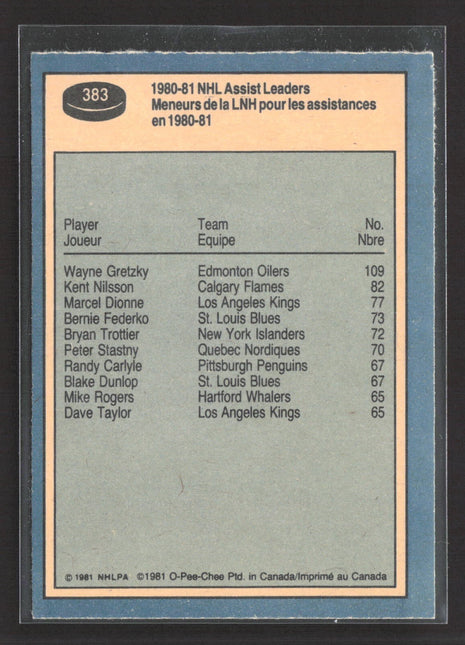 383
1980-81 NHL Assist Leaders
Meneurs de la LNH pour les assistances
en 1980-81
Player Team No.
Joueur Equipe Nbre
Wayne Gretzky Edmonton Oilers 109
Kent Nilsson Calgary Flames 82
Marcel Dionne Los Angeles Kings 77
Bernie Federko St. Louis Blues 73
Bryan Trottier New York Islanders 72
Peter Stastny Quebec Nordiques 70
Randy Carlyle Pittsburgh Penguins 67
Blake Dunlop St. Louis Blues 67
Mike Rogers Hartford Whalers 65
Dave Taylor Los Angeles Kings 65
© 1981 NHLPA ©1981 O-Pee-Chee Ptd. in Canada/Imprimé au Canada